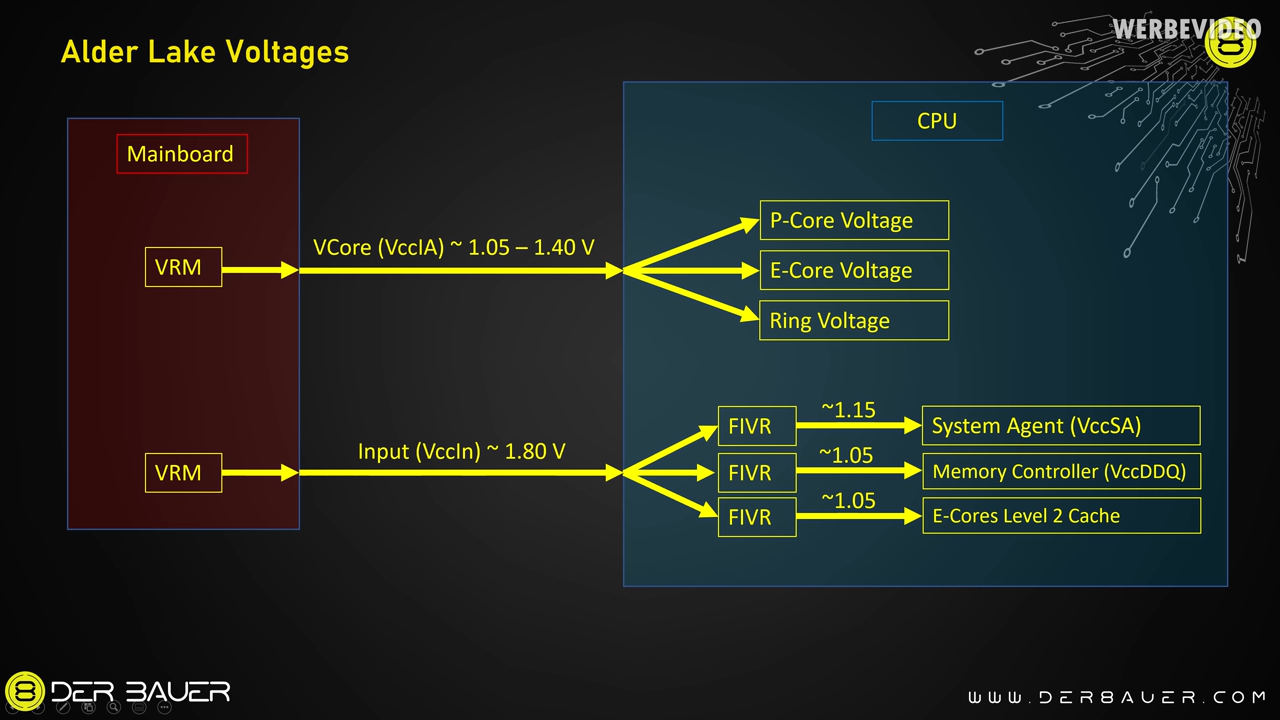 WERBEVIDEO
8
Alder Lake Voltages
CPU
Mainboard
P-Core Voltage
VCore (VccIA) ~ 1.05 – 1.40 V
VRM
E-Core Voltage
Ring Voltage
FIVR
~1.15
System Agent (VccSA)
Input (VccIn) ~ 1.80 V
VRM
FIVR
~1.05
Memory Controller (VccDDQ)
FIVR
~1.05
E-Cores Level 2 Cache
8 DER BAUER
WWW.DER8AUER.COM